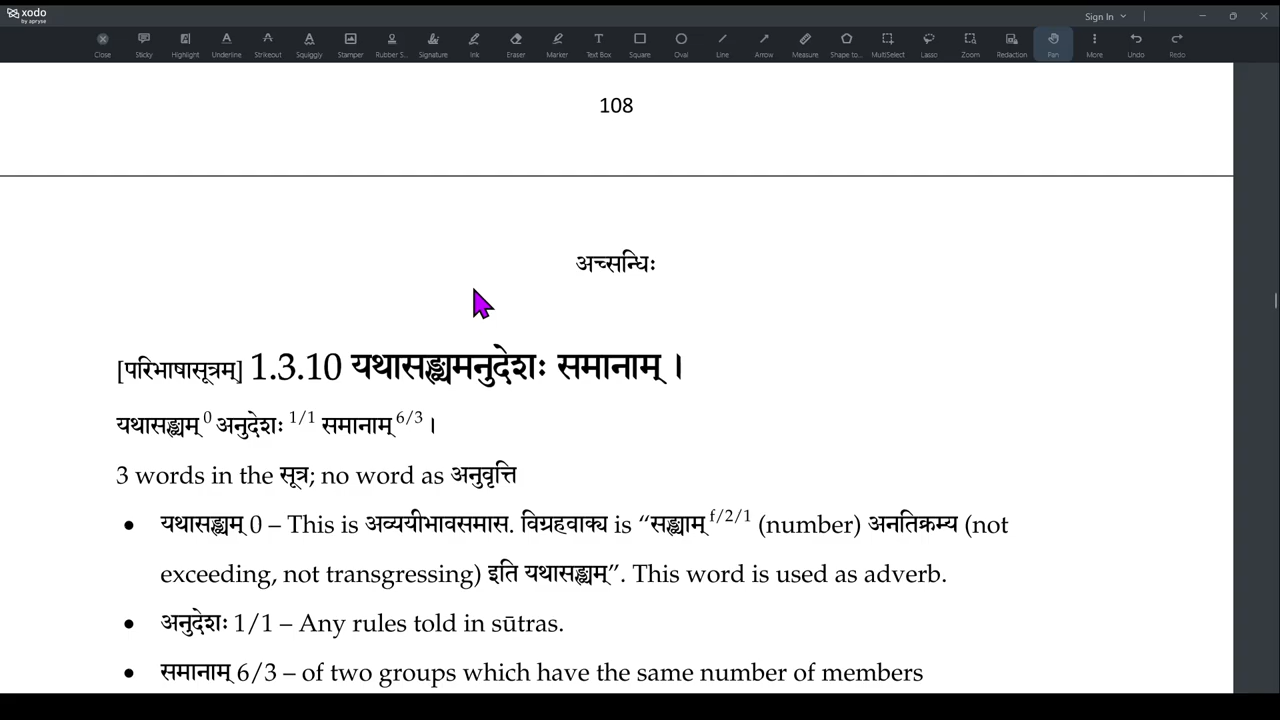 xodo
by apryse
Sign In
Close Sticky Highlight Underline Strikeout Squiggly Stamper Rubber S... Signature Ink Eraser Marker Text Box Square Oval Line Arrow Measure Shape to... MultiSelect Lasso Zoom Redaction Pan More Undo Redo
108
अच्सन्धिः
[परिभाषासूत्रम्] 1.3.10 यथासङ्ख्यमनुदेशः समानाम् ।
यथासङ्ख्यम् 0 अनुदेशः 1/1 समानाम् 6/3 ।
3 words in the सूत्र; no word as अनुवृत्ति
• यथासङ्ख्यम् 0 – This is अव्ययीभावसमास. विग्रहवाक्य is “सङ्ख्याम् f/2/1 (number) अनतिक्रम्य (not
exceeding, not transgressing) इति यथासङ्ख्यम्”. This word is used as adverb.
• अनुदेशः 1/1 – Any rules told in sūtras.
• समानाम् 6/3 – of two groups which have the same number of members